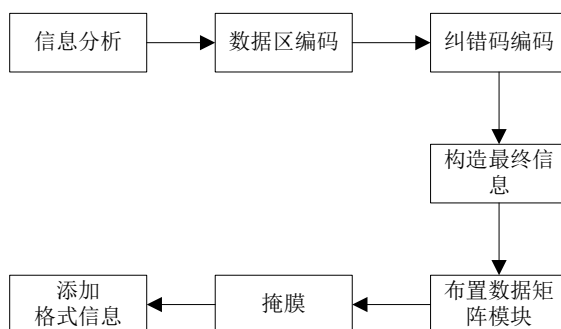 信息分析
数据区编码
纠错码编码
构造最终信
息
布置数据矩
阵模块
掩膜
添加
格式信息